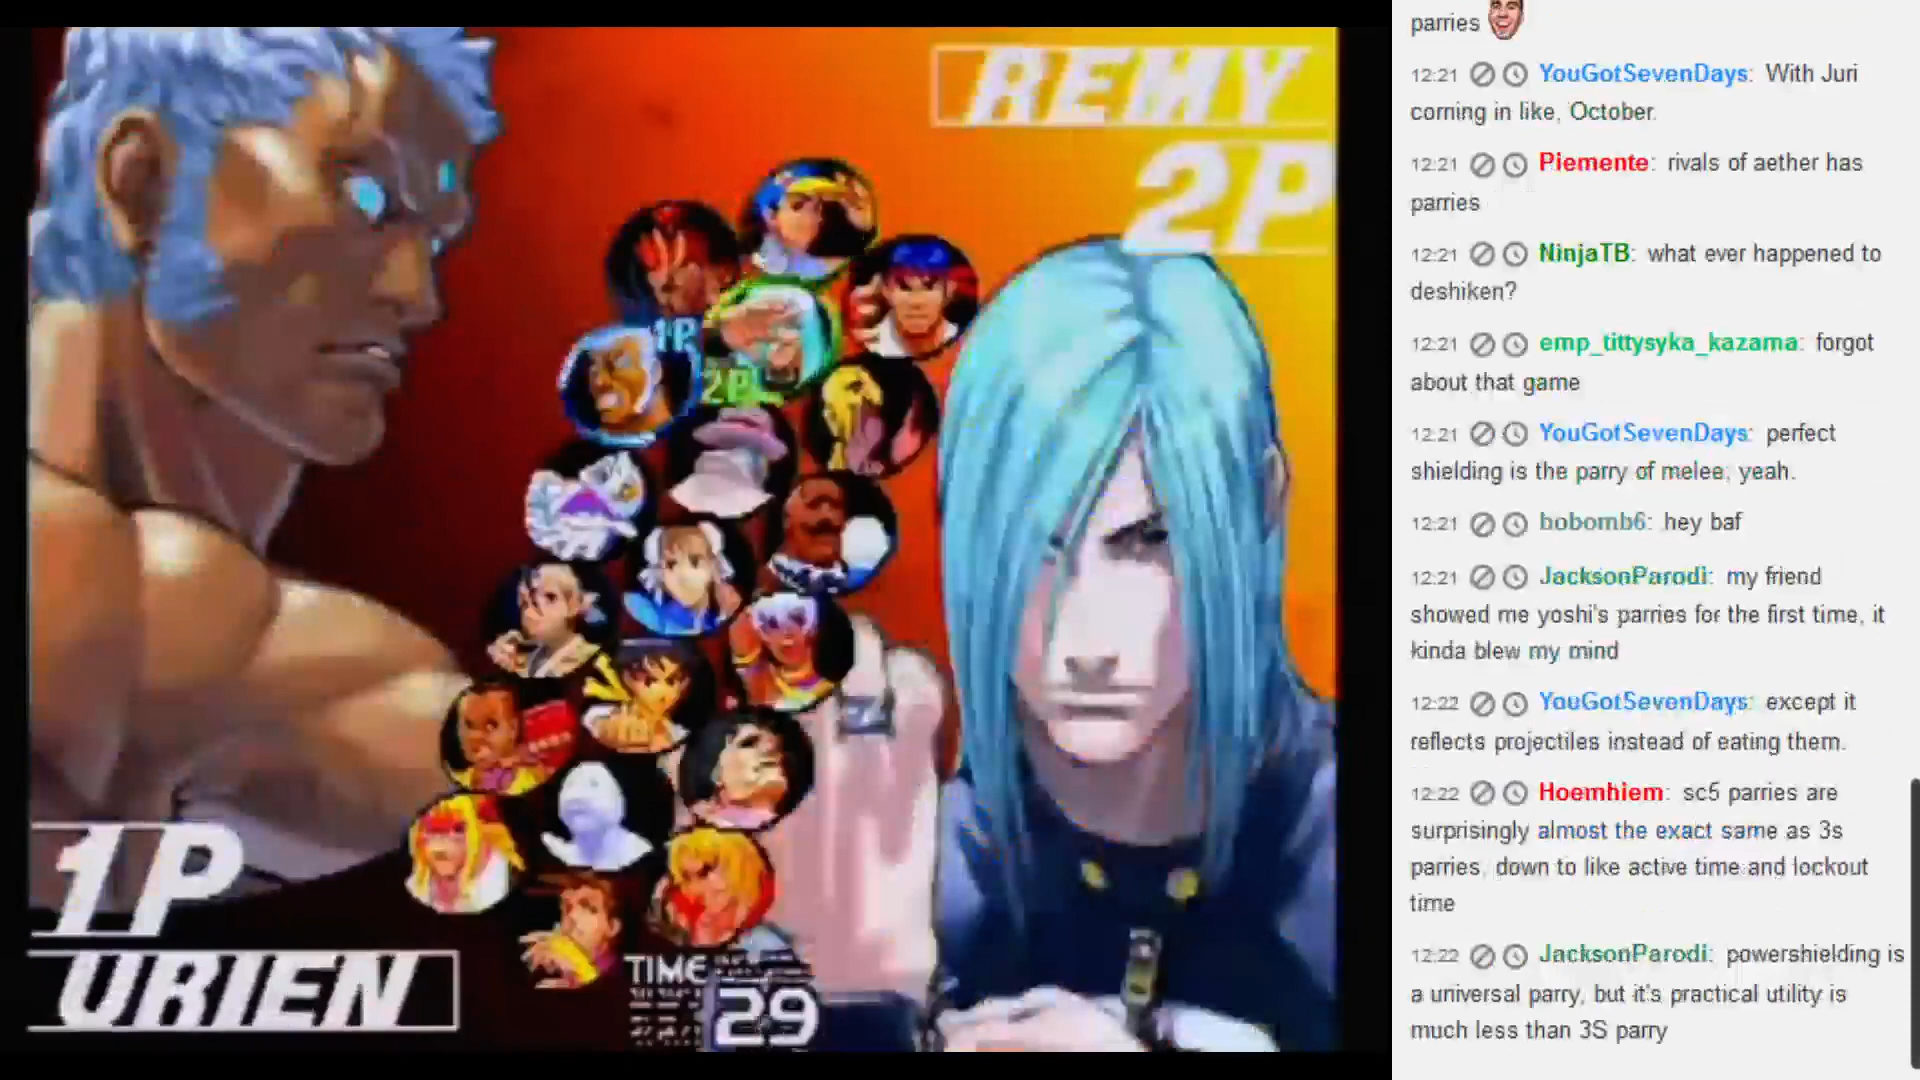 REMY
2P
1P
2P
1P
URIEN
TIME
29
parries
12:21 YouGotSevenDays: With Juri
coming in like, October.
12:21 Piemente: rivals of aether has
parries
12:21 NinjaTB: what ever happened to
deshiken?
12:21 emp_tittysyka_kazama: forgot
about that game
12:21 YouGotSevenDays: perfect
shielding is the parry of melee, yeah.
12:21 bobomb6: hey baf
12:21 JacksonParodi: my friend
showed me yoshi's parries for the first time, it
kinda blew my mind
12:22 YouGotSevenDays: except it
reflects projectiles instead of eating them.
12:22 Hoemhiem: sc5 parries are
surprisingly almost the exact same as 3s
parries, down to like active time and lockout
time
12:22 JacksonParodi: powershielding is
a universal parry, but it's practical utility is
much less than 3S parry